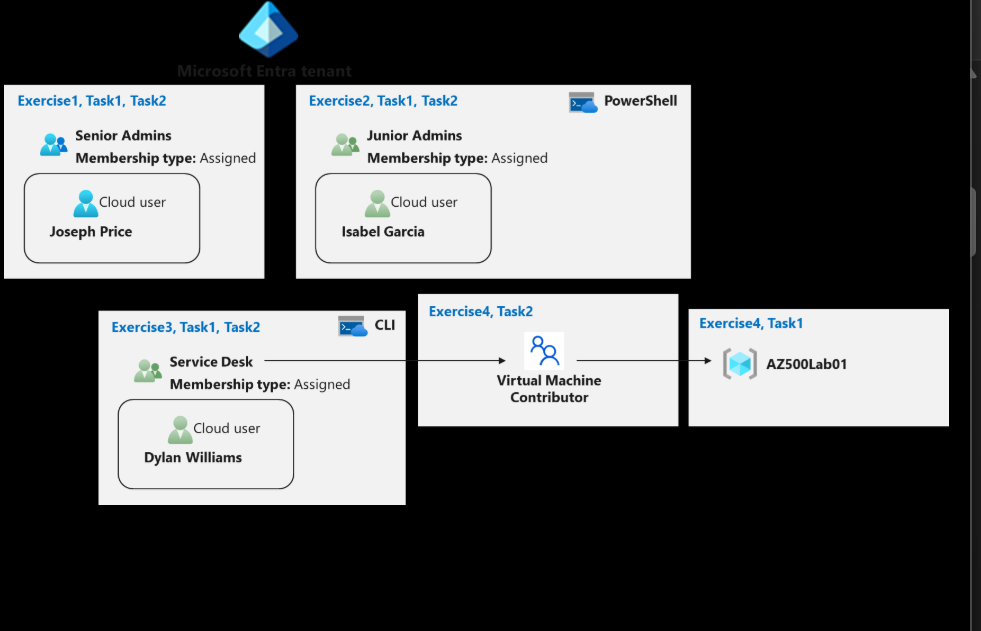 Microsoft Entra tenant
Exercise1, Task1, Task2
Senior Admins
Membership type: Assigned
Cloud user
Joseph Price
Exercise2, Task1, Task2
PowerShell
Junior Admins
Membership type: Assigned
Cloud user
Isabel Garcia
Exercise3, Task1, Task2
CLI
Service Desk
Membership type: Assigned
Cloud user
Dylan Williams
Exercise4, Task2
Virtual Machine
Contributor
Exercise4, Task1
AZ500Lab01